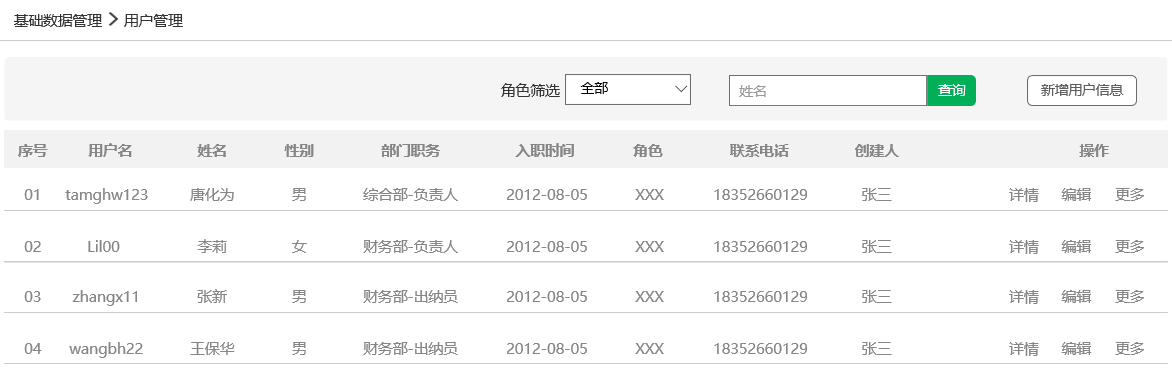 基础数据管理 > 用户管理
角色筛选 全部 姓名 查询 新增用户信息
序号 用户名 姓名 性别 部门职务 入职时间 角色 联系电话 创建人 操作
01 tamghw123 唐化为 男 综合部-负责人 2012-08-05 XXX 18352660129 张三 详情 编辑 更多
02 Lil00 李莉 女 财务部-负责人 2012-08-05 XXX 18352660129 张三 详情 编辑 更多
03 zhangx11 张新 男 财务部-出纳员 2012-08-05 XXX 18352660129 张三 详情 编辑 更多
04 wangbh22 王保华 男 财务部-出纳员 2012-08-05 XXX 18352660129 张三 详情 编辑 更多